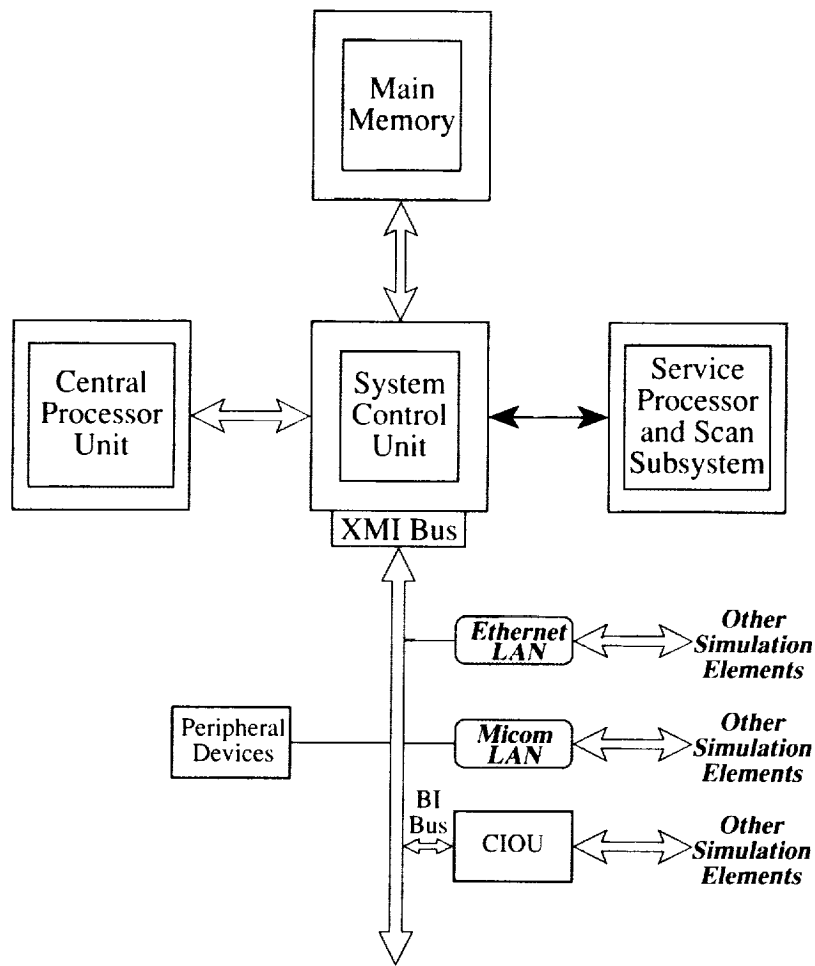 Main
Memory
Central
Processor
Unit
System
Control
Unit
Service
Processor
and Scan
Subsystem
XMI Bus
Ethernet
LAN
Other
Simulation
Elements
Peripheral
Devices
Micom
LAN
Other
Simulation
Elements
BI
Bus
CIOU
Other
Simulation
Elements